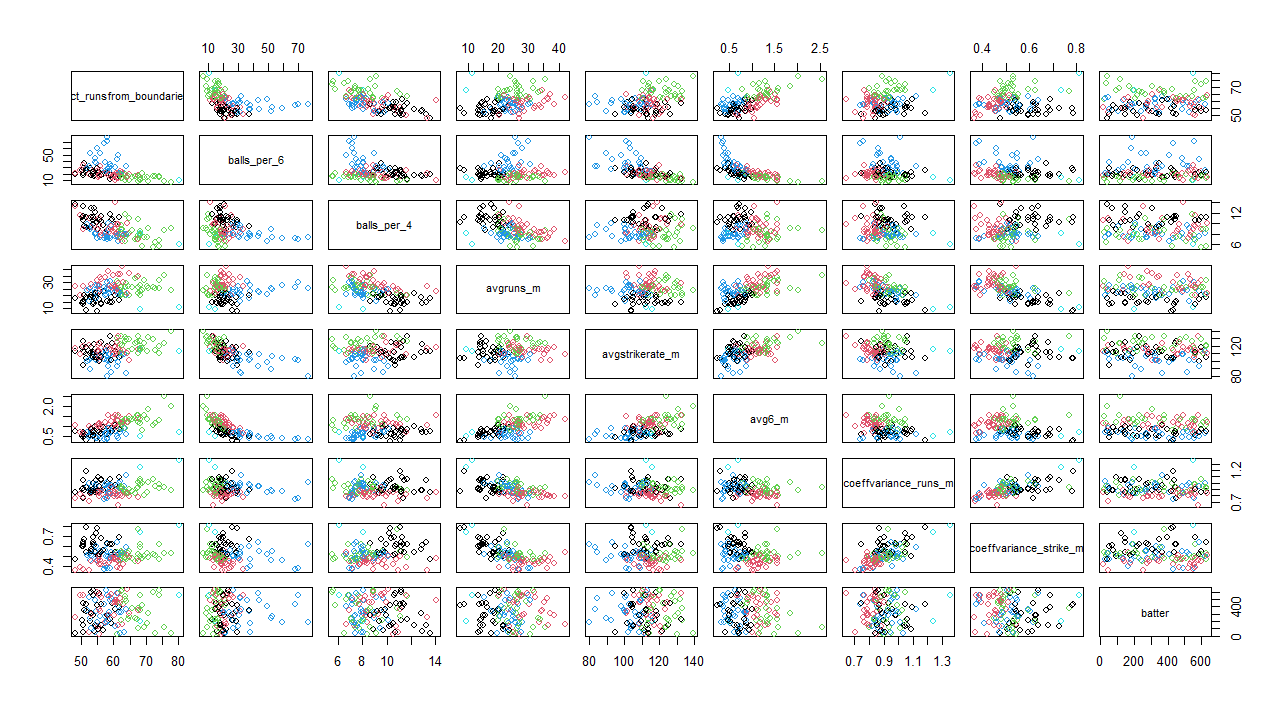 10 30 50 70
10 20 30 40
0.5 1.5 2.5
0.4 0.6 0.8
ct_runsfrom_boundarie
50 70
10 50
balls_per_6
balls_per_4
6 12
10 30
avgruns_m
avgstrikerate_m
80 120
0.5 2.0
avg6_m
coeffvariance_runs_m
0.7 1.2
0.4 0.7
coeffvariance_strike_m
batter
0 400
50 60 70 80
6 8 10 14
80 100 120 140
0.7 0.9 1.1 1.3
0 200 400 600